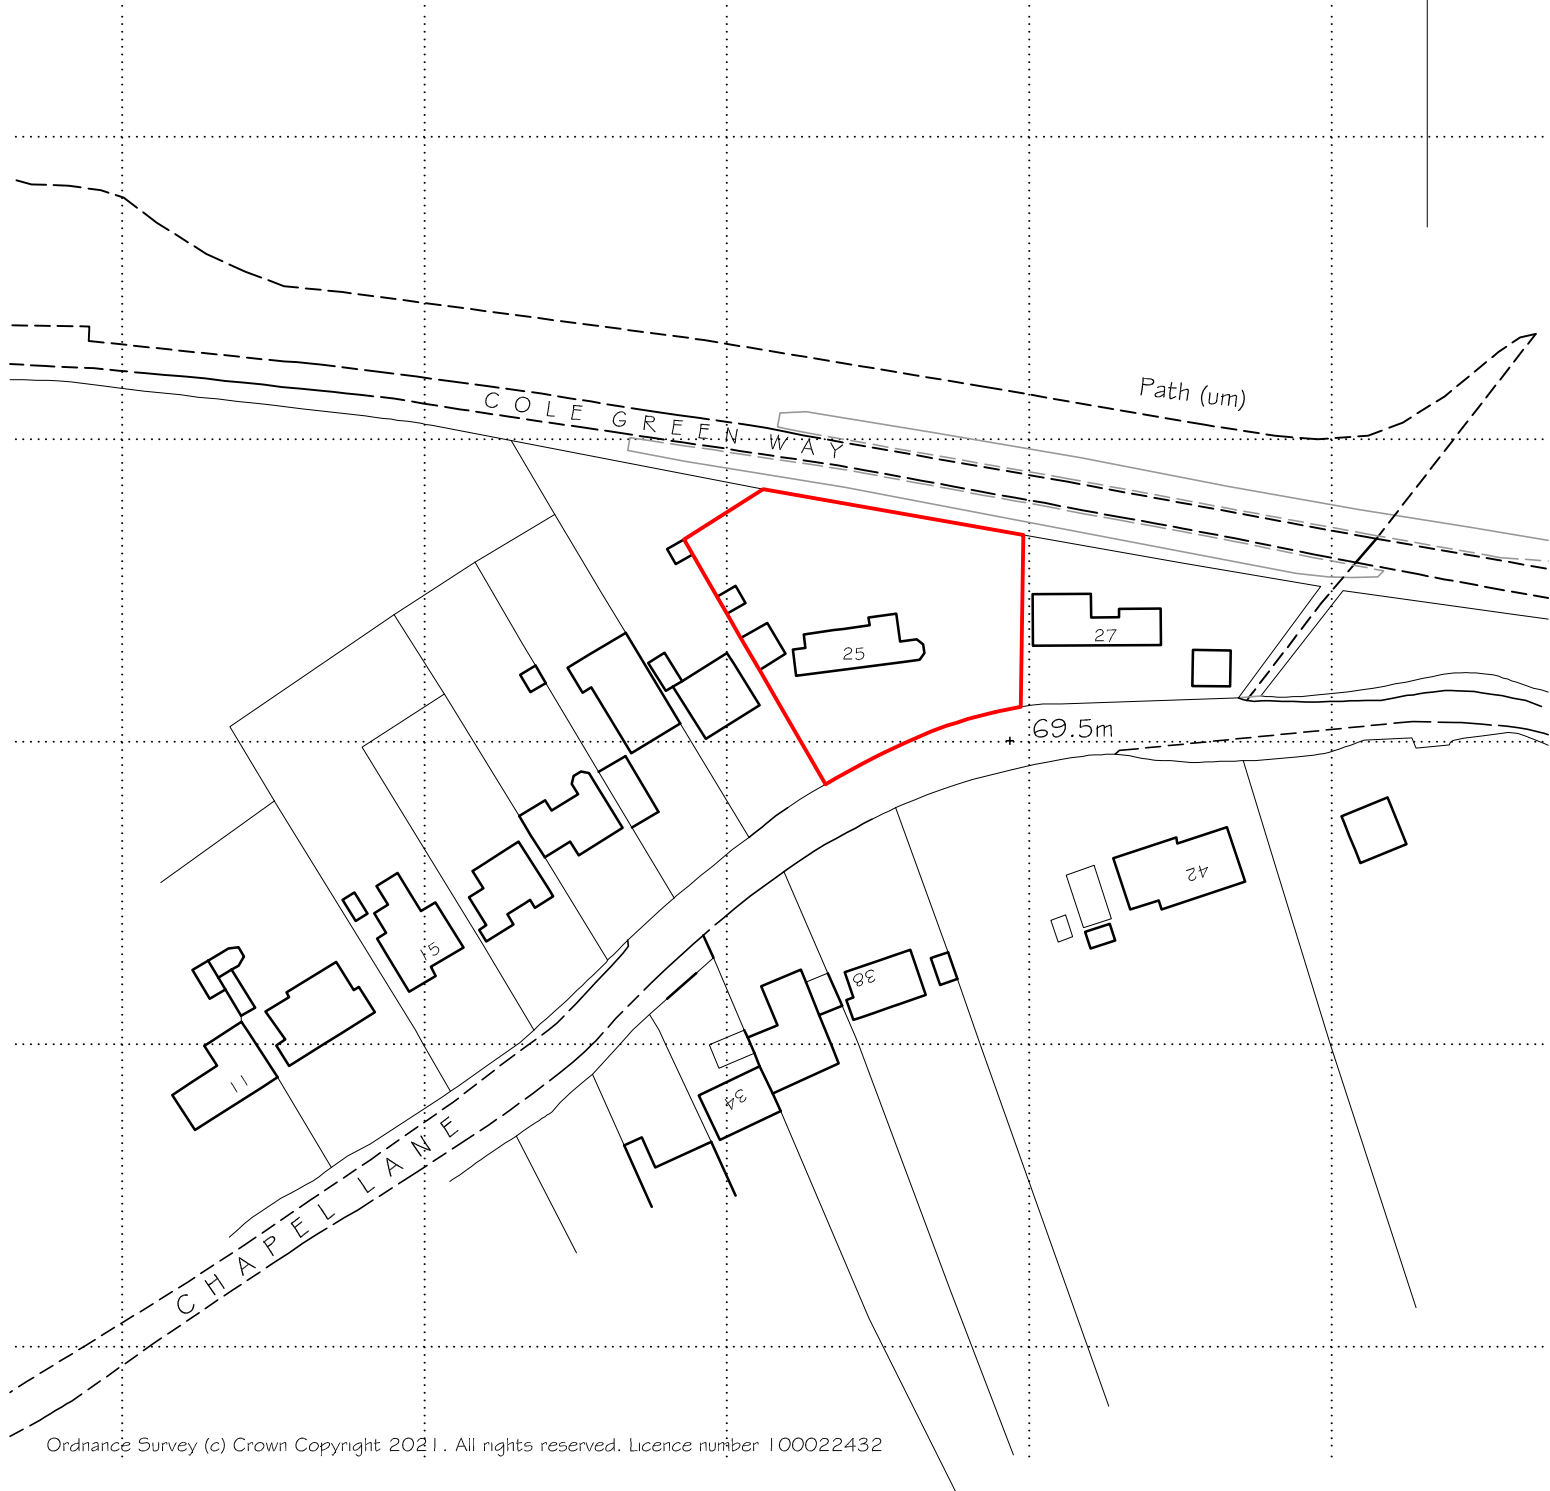 Path (um)
COLE GREEN WAY
27
25
69.5m
42
15
38
11
34
CHAPEL LANE
Ordnance Survey (c) Crown Copyright 2021. All rights reserved. Licence number 100022432